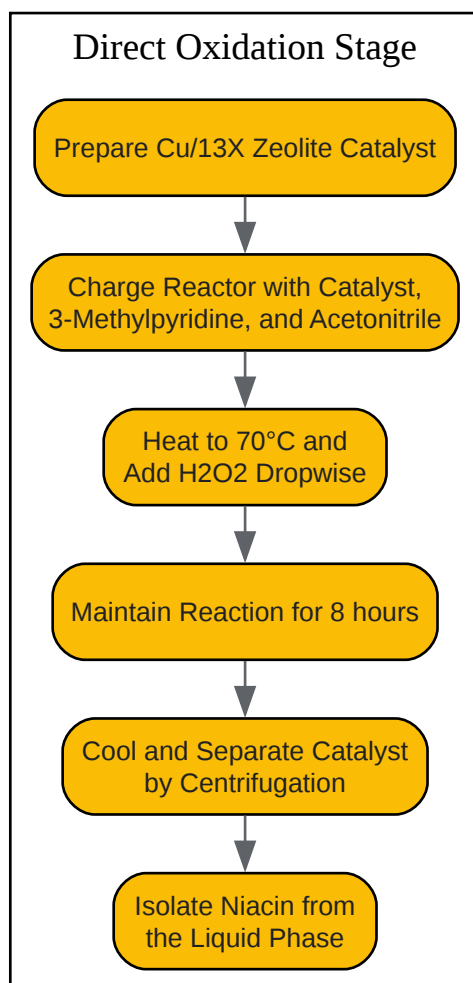 Direct Oxidation Stage
Prepare Cu/13X Zeolite Catalyst
Charge Reactor with Catalyst,
3-Methylpyridine, and Acetonitrile
Heat to 70°C and
Add H2O2 Dropwise
Maintain Reaction for 8 hours
Cool and Separate Catalyst
by Centrifugation
Isolate Niacin from
the Liquid Phase